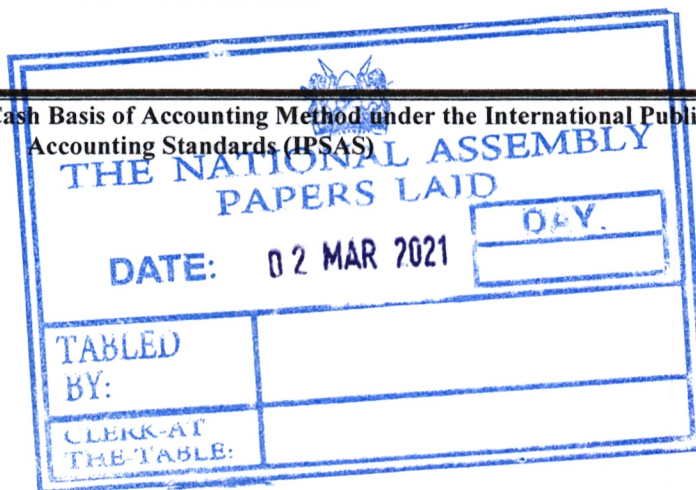 Cash Basis of Accounting Method under the International Publi
Accounting Standards (IPSAS)
THE NATIONAL ASSEMBLY
PAPERS LAID
DATE: 02 MAR 2021
DAY.
TABLED
BY:
CLERK-AT
THE-TABLE: